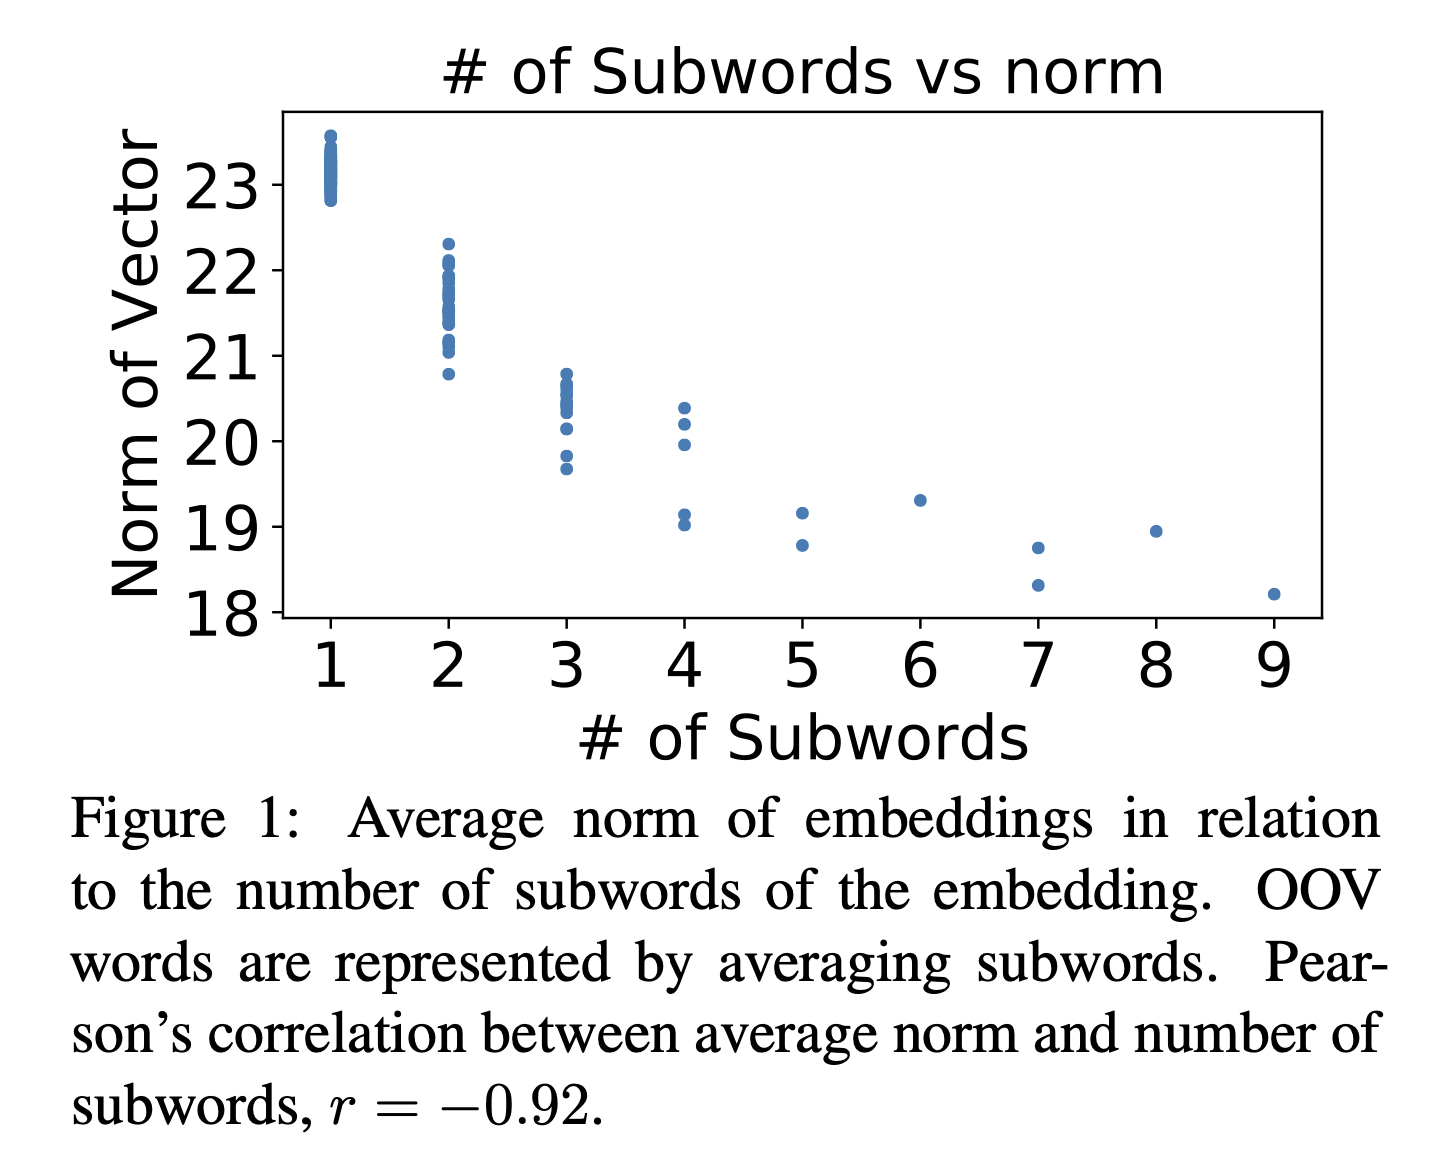 # of Subwords vs norm
Norm of Vector
23
22
21
20
19
18
1 2 3 4 5 6 7 8 9
# of Subwords
Figure 1: Average norm of embeddings in relation
to the number of subwords of the embedding. OOV
words are represented by averaging subwords. Pear-
son’s correlation between average norm and number of
subwords, r = −0.92.